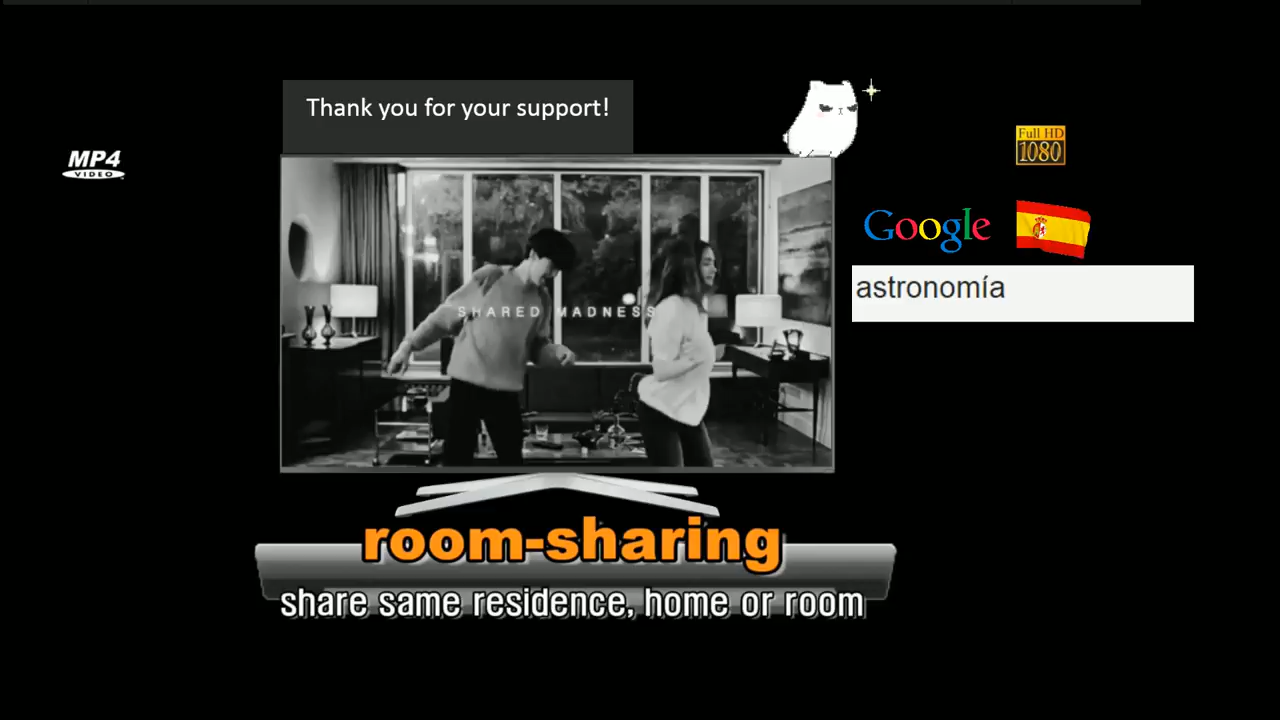 Thank you for your support!
MP4
VIDEO
Full HD
1080
Google
astronomía
SHARED MADNESS
room-sharing
share same residence, home or room